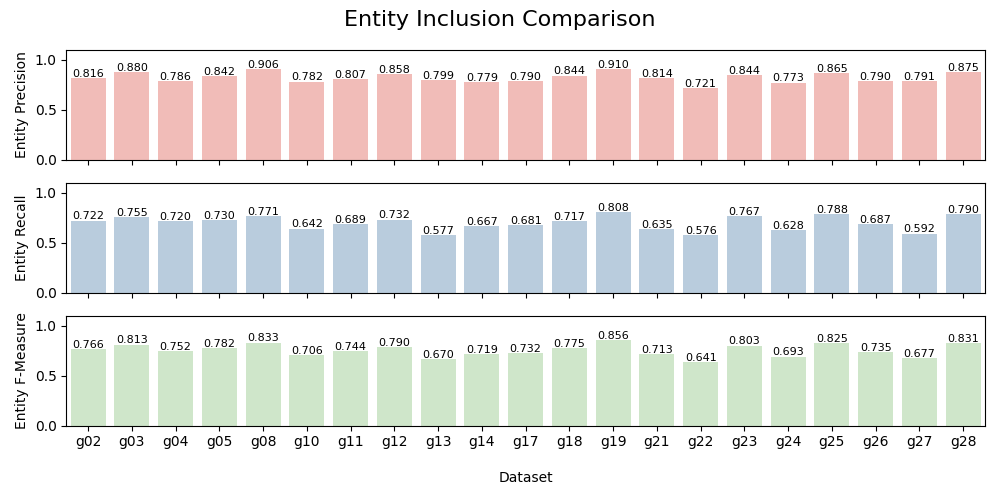 Entity Inclusion Comparison
Entity Precision
1.0
0.5
0.0
0.816 0.880 0.786 0.842 0.906 0.782 0.807 0.858 0.799 0.779 0.790 0.844 0.910 0.814 0.721 0.844 0.773 0.865 0.790 0.791 0.875
Entity Recall
1.0
0.5
0.0
0.722 0.755 0.720 0.730 0.771 0.642 0.689 0.732 0.577 0.667 0.681 0.717 0.808 0.635 0.576 0.767 0.628 0.788 0.687 0.592 0.790
Entity F-Measure
1.0
0.5
0.0
0.766 0.813 0.752 0.782 0.833 0.706 0.744 0.790 0.670 0.719 0.732 0.775 0.856 0.713 0.641 0.803 0.693 0.825 0.735 0.677 0.831
g02 g03 g04 g05 g08 g10 g11 g12 g13 g14 g17 g18 g19 g21 g22 g23 g24 g25 g26 g27 g28
Dataset